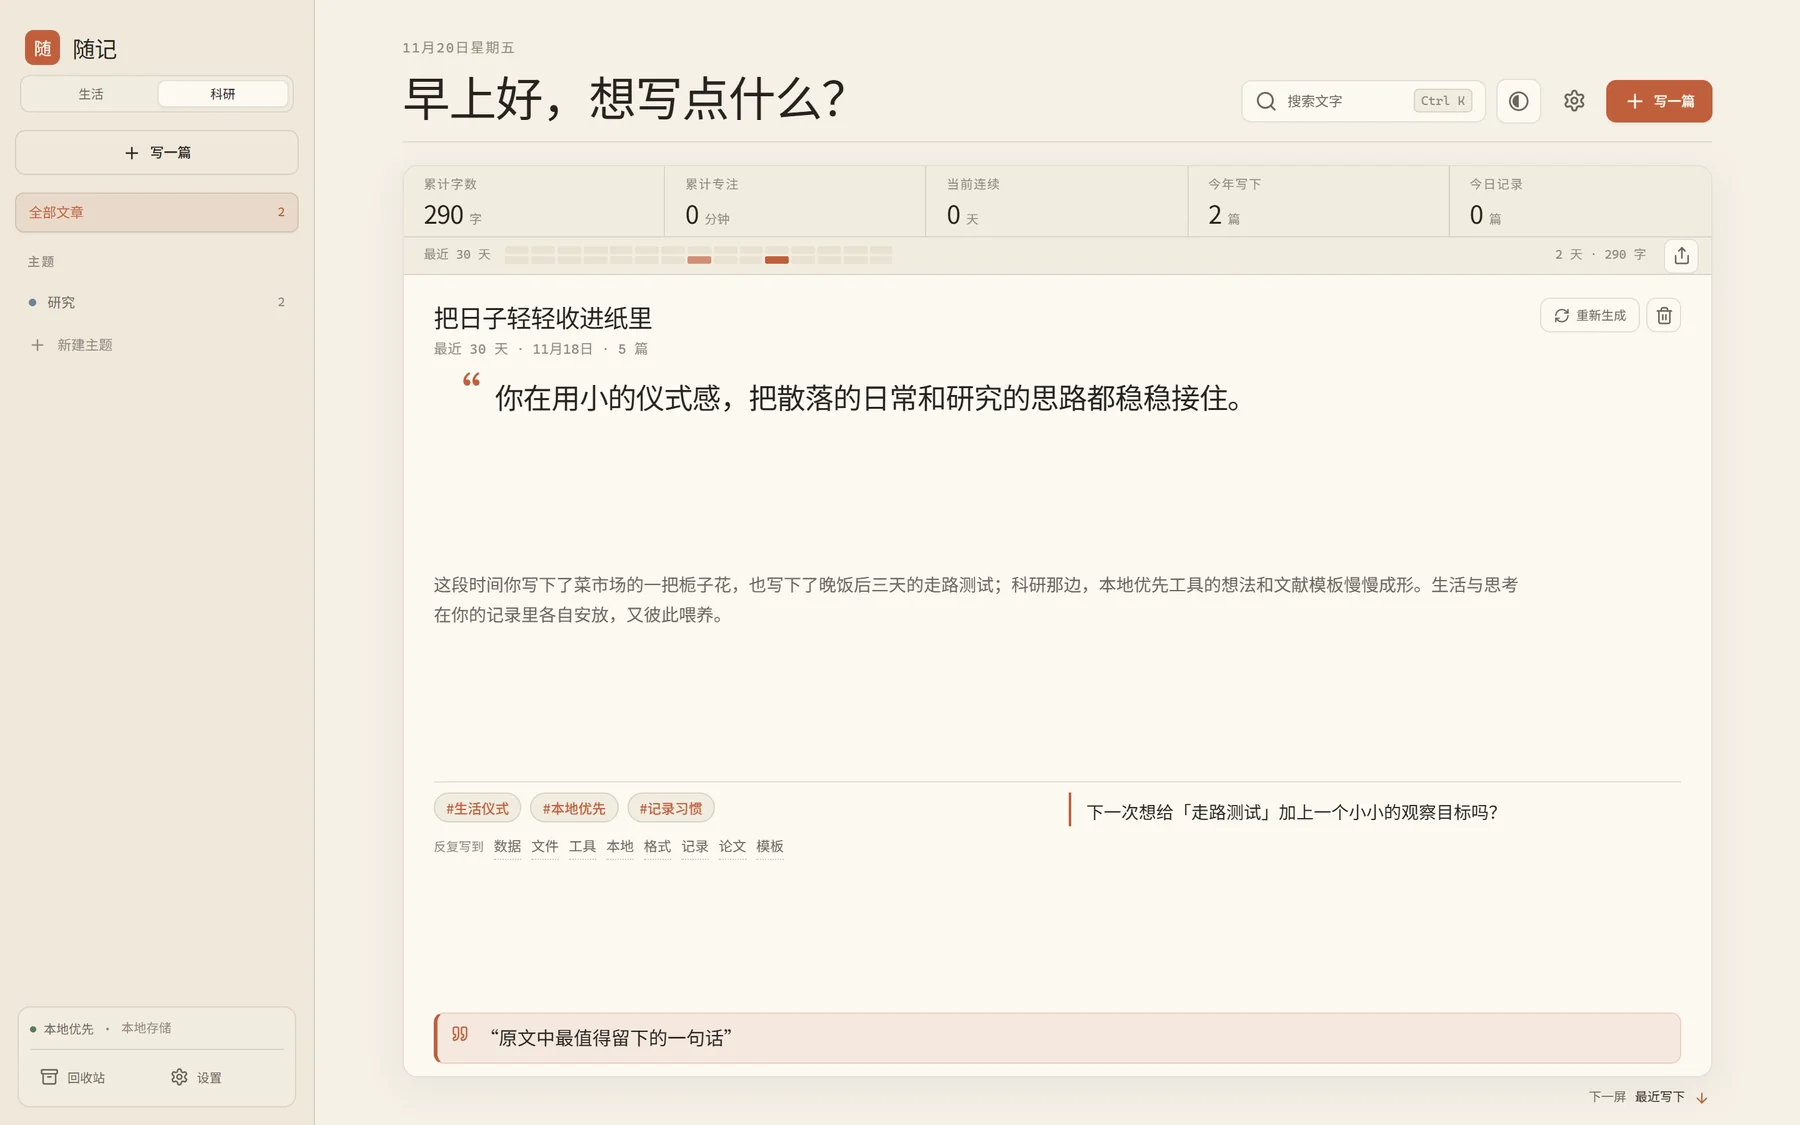 随 随记
生活 科研
写一篇
全部文章 2
主题
研究 2
新建主题
本地优先 · 本地存储
回收站 设置
11月20日星期五
早上好，想写点什么？
搜索文字 Ctrl K
写一篇
累计字数 累计专注 当前连续 今年写下 今日记录
290 字 0 分钟 0 天 2 篇 0 篇
最近 30 天 2 天 · 290 字
把日子轻轻收进纸里
重新生成
最近 30 天 · 11月18日 · 5 篇
“ 你在用小的仪式感，把散落的日常和研究的思路都稳稳接住。
这段时间你写下了菜市场的一把栀子花，也写下了晚饭后三天的走路测试；科研那边，本地优先工具的想法和文献模板慢慢成形。生活与思考
在你的记录里各自安放，又彼此喂养。
#生活仪式 #本地优先 #记录习惯
下一次想给「走路测试」加上一个小小的观察目标吗？
反复写到 数据 文件 工具 本地 格式 记录 论文 模板
“原文中最值得留下的一句话”
下一屏 最近写下